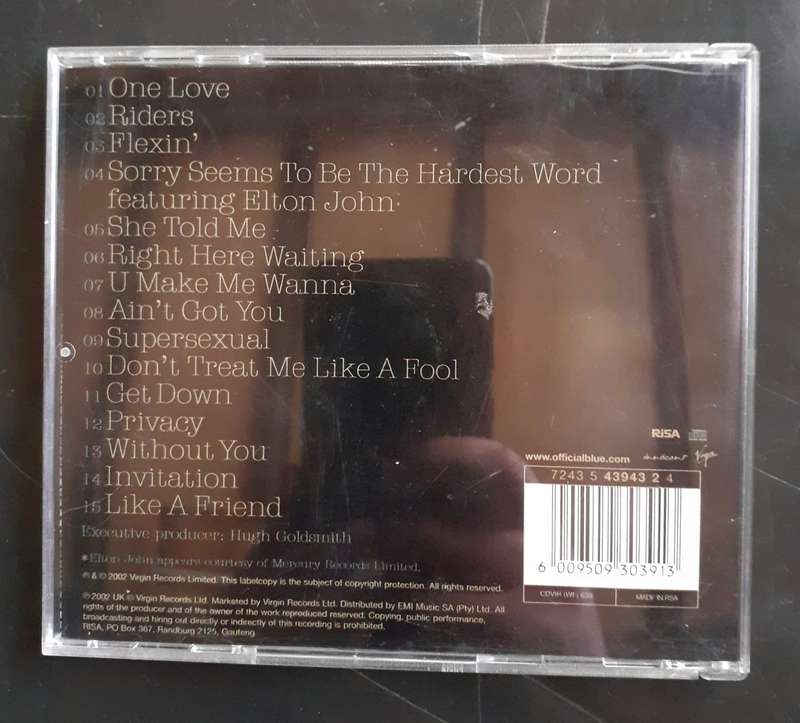 01 One Love
02 Riders
03 Flexin'
04 Sorry Seems To Be The Hardest Word
featuring Elton John*
05 She Told Me
06 Right Here Waiting
07 U Make Me Wanna
08 Ain't Got You
09 Supersexual
10 Don't Treat Me Like A Fool
11 Get Down
12 Privacy
13 Without You
14 Invitation
15 Like A Friend
Executive producer: Hugh Goldsmith
*Elton John appears courtesy of Mercury Records Limited.
℗ & © 2002 Virgin Records Limited. This labelcopy is the subject of copyright protection. All rights reserved.
℗ 2002 UK © Virgin Records Ltd. Marketed by Virgin Records Ltd. Distributed by EMI Music SA (Pty) Ltd. All
rights of the producer and of the owner of the work reproduced reserved. Copying, public performance,
broadcasting and hiring out directly or indirectly of this recording is prohibited.
RISA, PO Box 367, Randburg 2125, Gauteng
RiSA
www.officialblue.com innocent Virgin
7243 5 43943 2 4
6 009509 303913
MADE IN RSA